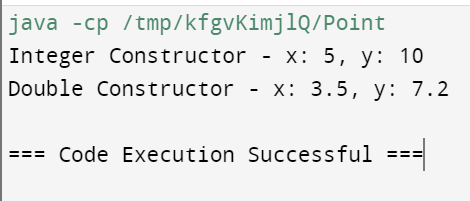 java -cp /tmp/kfgvKimjlQ/Point
Integer Constructor - x: 5, y: 10
Double Constructor - x: 3.5, y: 7.2
=== Code Execution Successful ===